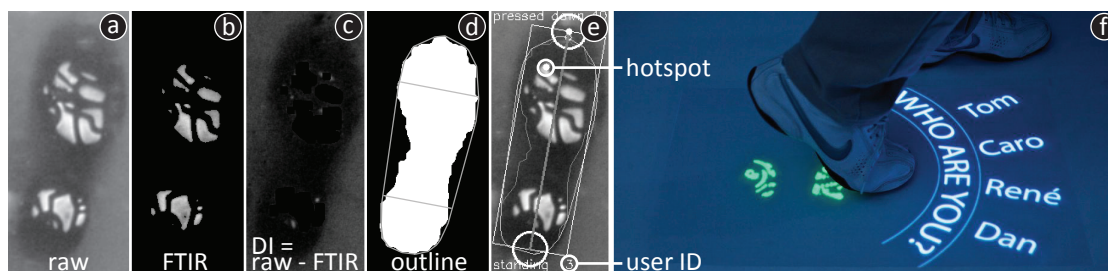 a
b
c
d
e
f
pressed down
hotspot
standing
3
user ID
raw
FTIR
DI =
raw - FTIR
outline
WHO ARE YOU?
Tom
Caro
René
Dan